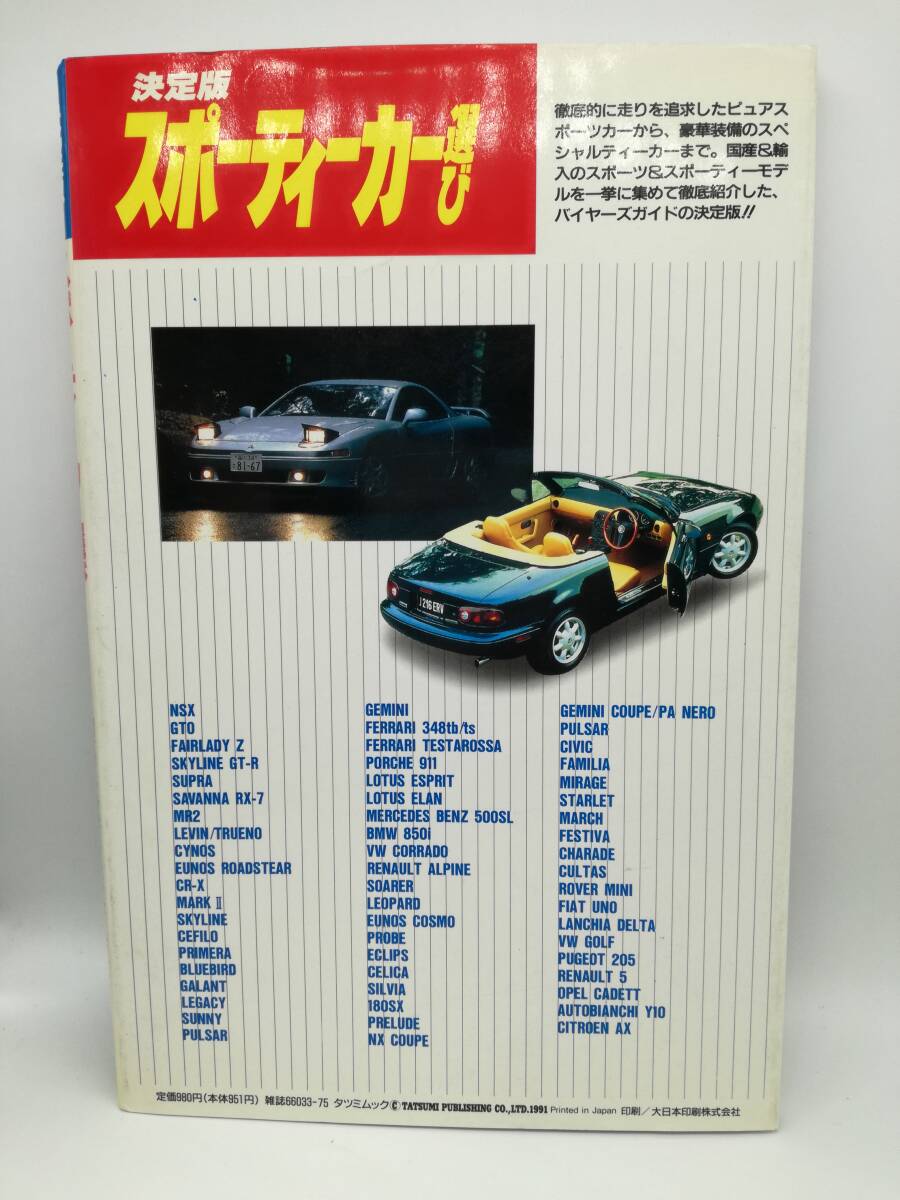 決定版
スポーティーカー選び
徹底的に走りを追求したピュアス
ポーツカーから、豪華装備のスペ
シャルティーカーまで。国産&輸
入のスポーツ&スポーティーモデ
ルを一挙に集めて徹底紹介した、
バイヤーズガイドの決定版!!
81-67
J216ERV
NSX
GTO
FAIRLADY Z
SKYLINE GT-R
SUPRA
SAVANNA RX-7
MR2
LEVIN/TRUENO
CYNOS
EUNOS ROADSTEAR
CR-X
MARK II
SKYLINE
CEFILO
PRIMERA
BLUEBIRD
GALANT
LEGACY
SUNNY
PULSAR
GEMINI
FERRARI 348tb/ts
FERRARI TESTAROSSA
PORCHE 911
LOTUS ESPRIT
LOTUS ELAN
MERCEDES BENZ 500SL
BMW 850i
VW CORRADO
RENAULT ALPINE
SOARER
LEOPARD
EUNOS COSMO
PROBE
ECLIPS
CELICA
SILVIA
180SX
PRELUDE
NX COUPE
GEMINI COUPE/PA NERO
PULSAR
CIVIC
FAMILIA
MIRAGE
STARLET
MARCH
FESTIVA
CHARADE
CULTAS
ROVER MINI
FIAT UNO
LANCHIA DELTA
VW GOLF
PUGEOT 205
RENAULT 5
OPEL CADETT
AUTOBIANCHI Y10
CITROEN AX
定価980円(本体951円) 雑誌66033-75 タツミムック©TATSUMI PUBLISHING CO.,LTD.1991 Printed in Japan 印刷/大日本印刷株式会社